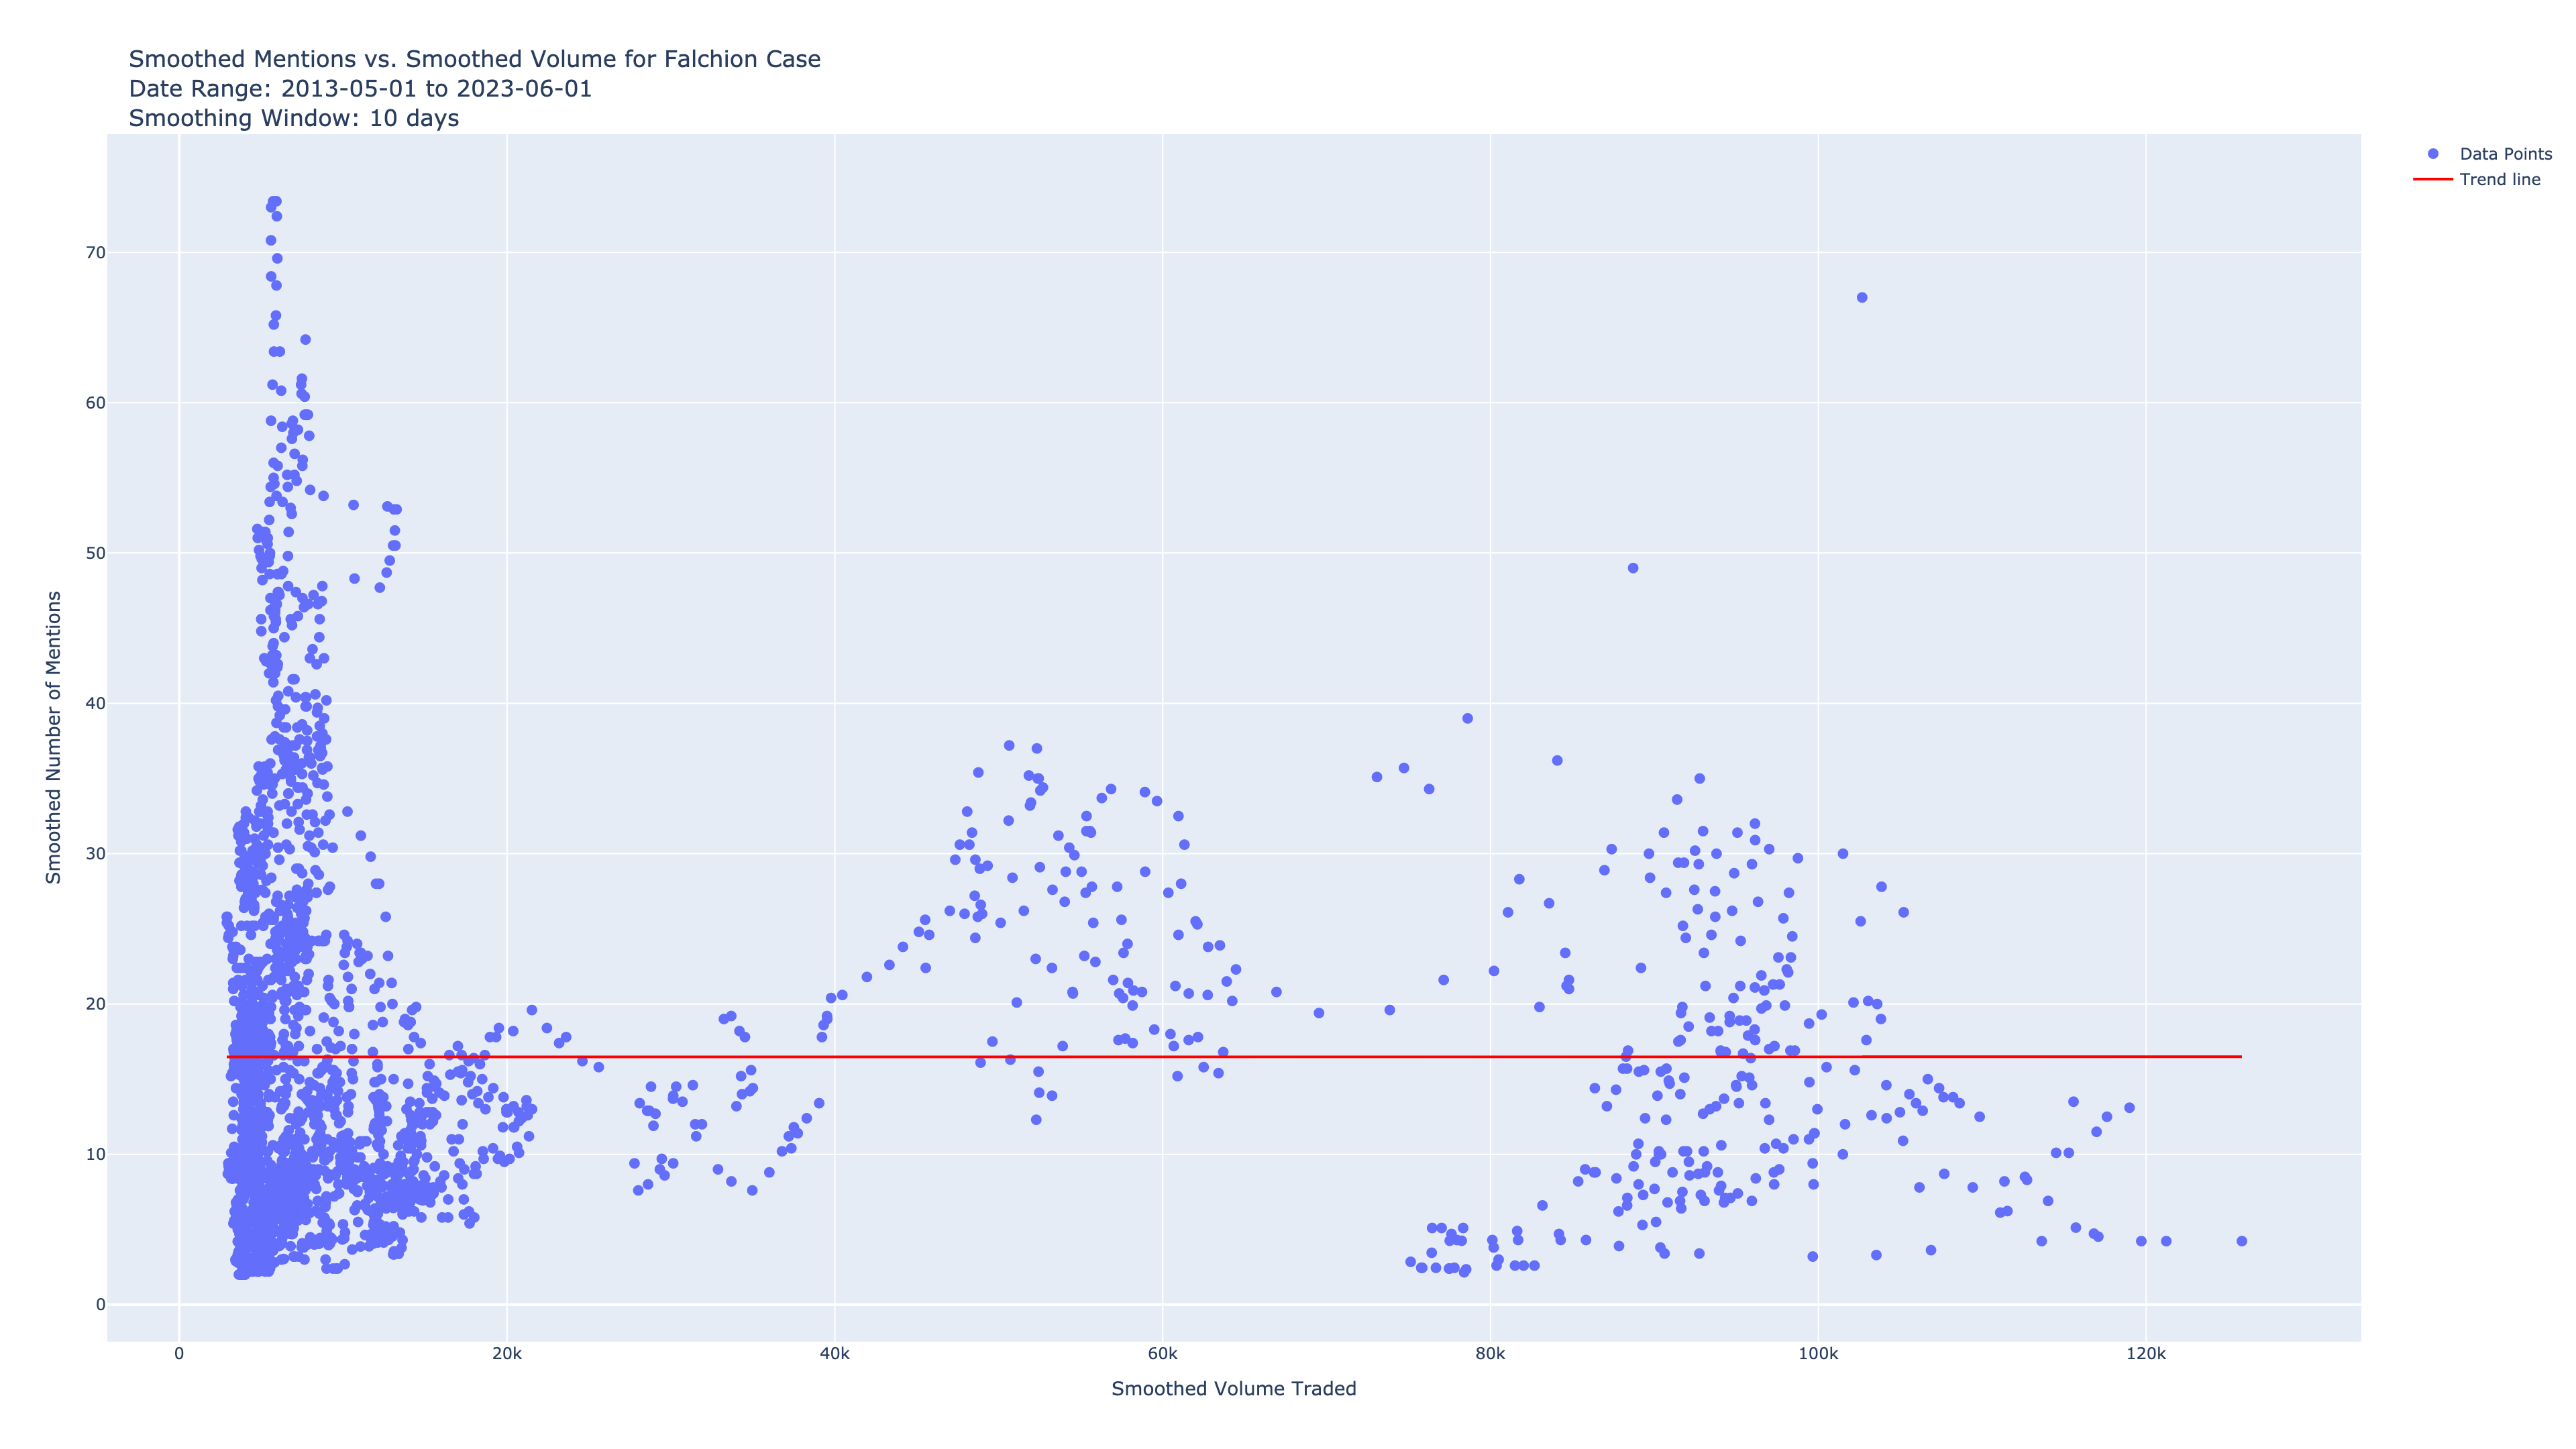 Smoothed Mentions vs. Smoothed Volume for Falchion Case
Date Range: 2013-05-01 to 2023-06-01
Smoothing Window: 10 days
Data Points
Trend line
70
60
50
40
30
20
10
0
Smoothed Number of Mentions
0
20k
40k
60k
80k
100k
120k
Smoothed Volume Traded